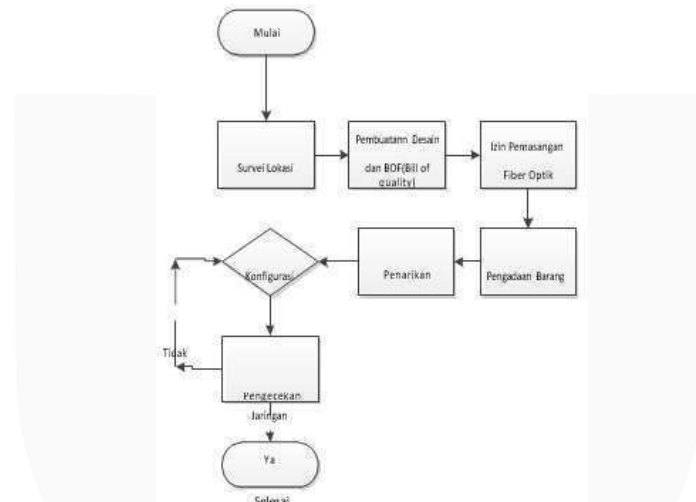 Mulai
Survei Lokasi
Pembuatann Desain
dan BOF(Bill of
quality)
Izin Pemasangan
Fiber Optik
Pengadaan Barang
Penarikan
Konfigurasi
Tidak
Pengecekan
Jaringan
Ya
Selesai